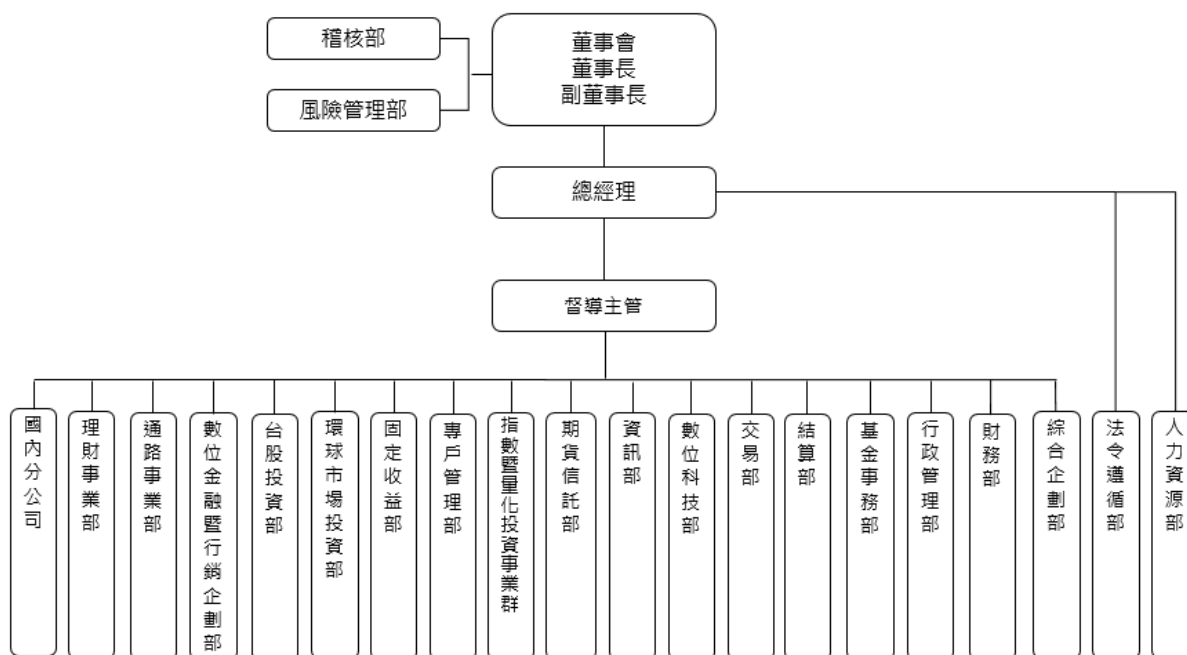 稽核部
風險管理部
董事會
董事長
副董事長
總經理
督導主管
國內分公司
理財事業部
通路事業部
數位金融暨行銷企劃部
台股投資部
環球市場投資部
固定收益部
專戶管理部
指數暨量化投資事業群
期貨信託部
資訊部
數位科技部
交易部
結算部
基金事務部
行政管理部
財務部
綜合企劃部
法令遵循部
人力資源部